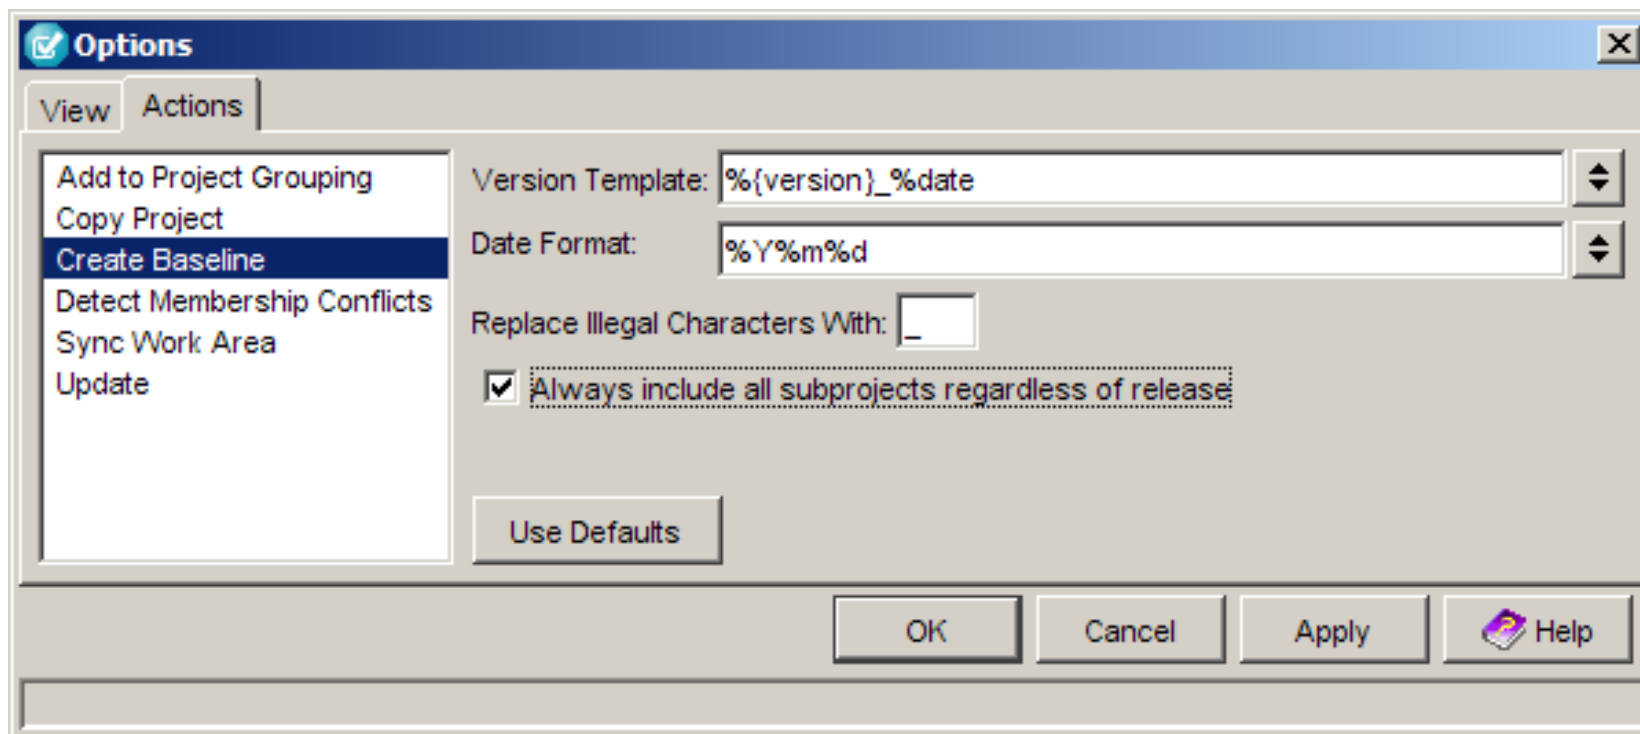 Options
View
Actions
Add to Project Grouping
Copy Project
Create Baseline
Detect Membership Conflicts
Sync Work Area
Update
Version Template: %{version}_%date
Date Format: %Y%m%d
Replace Illegal Characters With: _
Always include all subprojects regardless of release
Use Defaults
OK
Cancel
Apply
Help